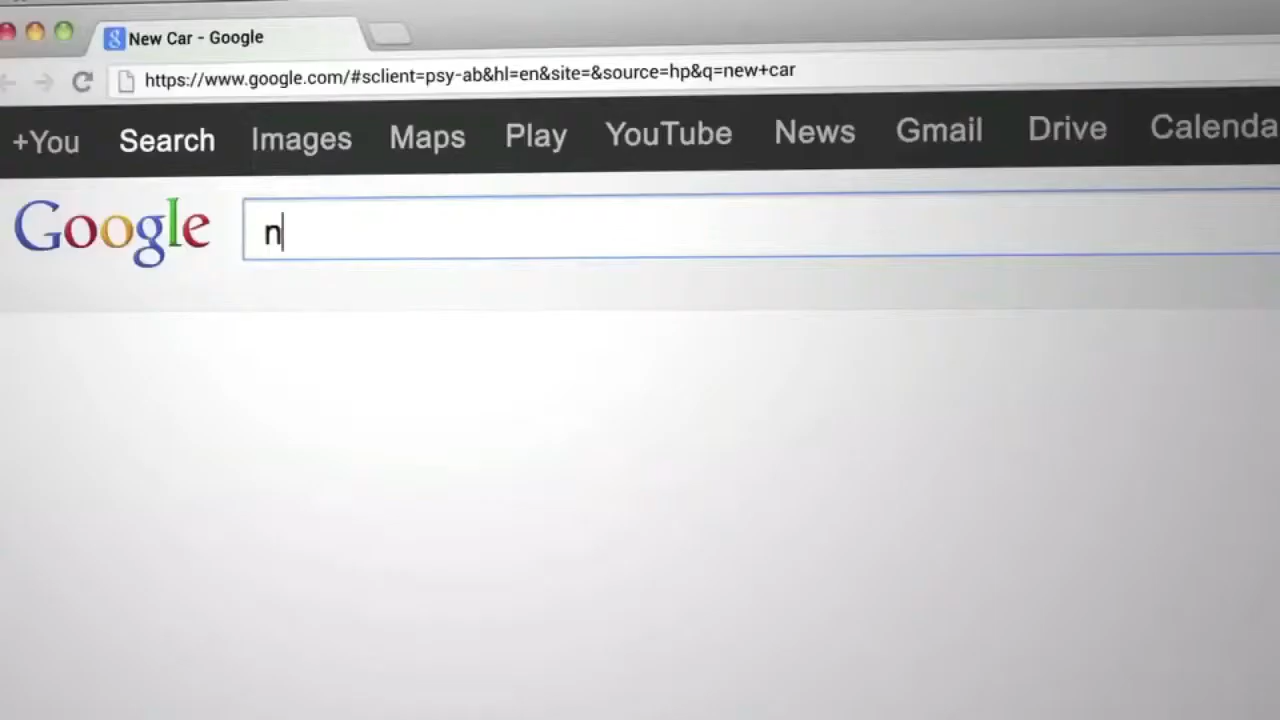 New Car - Google
https://www.google.com/#sclient=psy-ab&hl=en&site=&source=hp&q=new+car
+You Search Images Maps Play YouTube News Gmail Drive Calenda
Google n